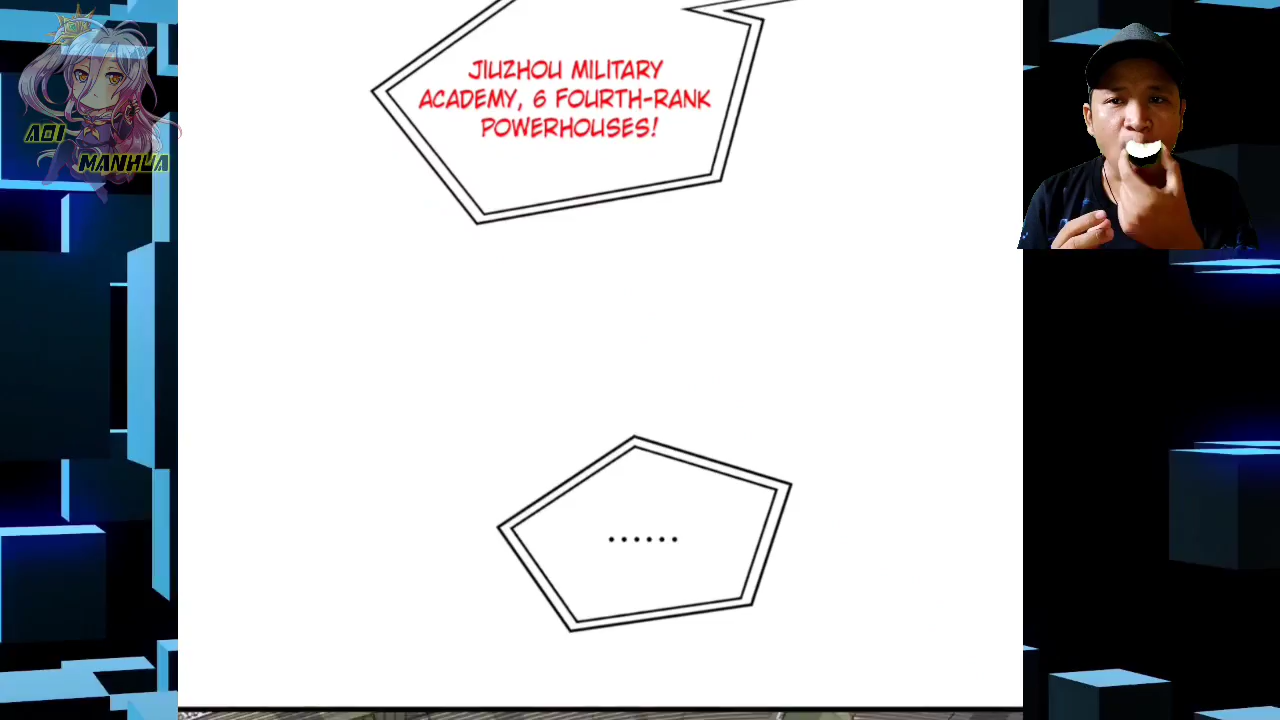 JIUZHOU MILITARY
ACADEMY, 6 FOURTH-RANK
POWERHOUSES!
AOI
MANHUA
......